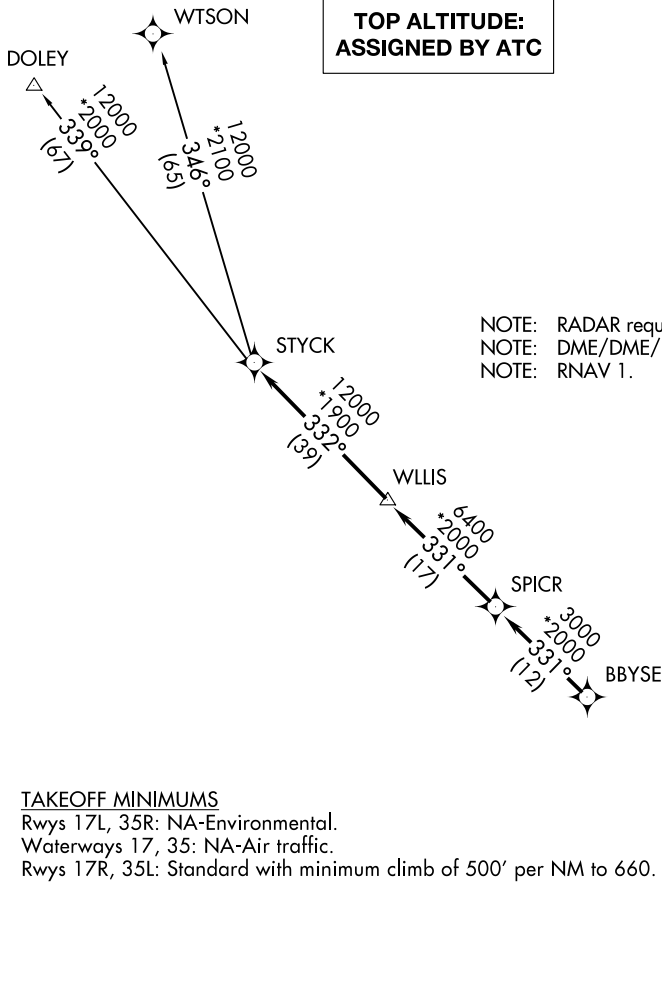 WTSON
TOP ALTITUDE:
ASSIGNED BY ATC
DOLEY
12000
*2000
339°
(67)
12000
*2100
346°
(65)
NOTE: RADAR requ
NOTE: DME/DME/
NOTE: RNAV 1.
STYCK
12000
*1900
332°
(39)
WLLIS
6400
*2000
331°
(17)
SPICR
3000
*2000
331°
(12)
BBYSE
TAKEOFF MINIMUMS
Rwys 17L, 35R: NA-Environmental.
Waterways 17, 35: NA-Air traffic.
Rwys 17R, 35L: Standard with minimum climb of 500' per NM to 660.